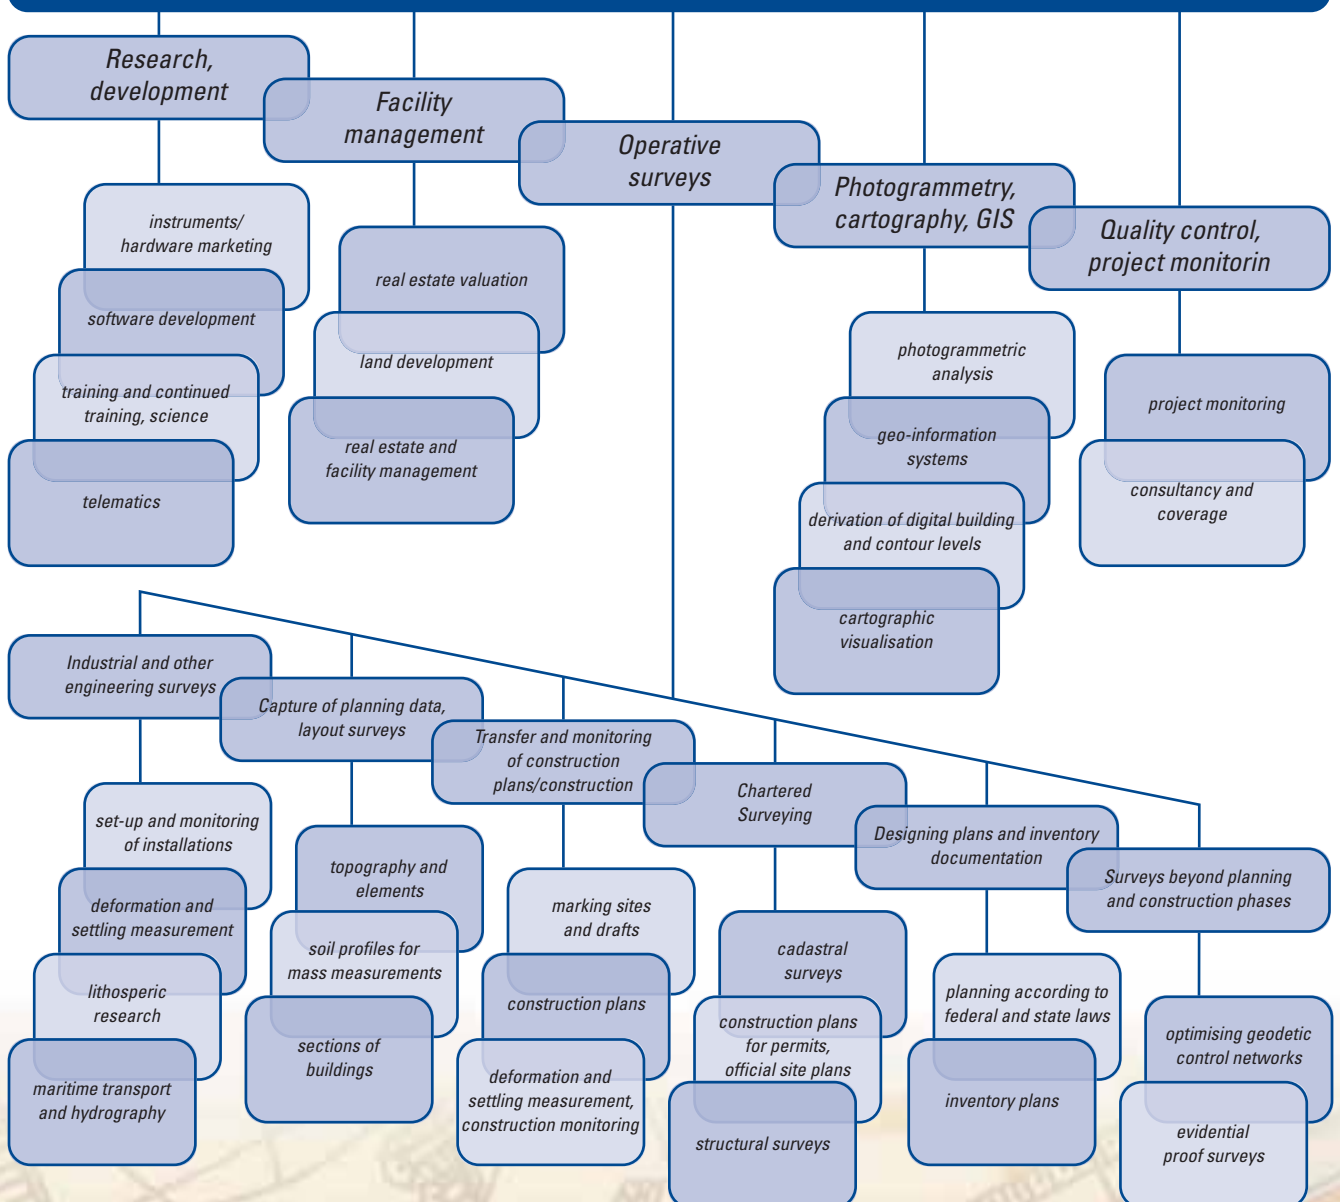 Research,
development
Facility
management
Operative
surveys
Photogrammetry,
cartography, GIS
Quality control,
project monitorin
instruments/
hardware marketing
software development
training and continued
training, science
telematics
real estate valuation
land development
real estate and
facility management
photogrammetric
analysis
geo-information
systems
derivation of digital building
and contour levels
cartographic
visualisation
project monitoring
consultancy and
coverage
Industrial and other
engineering surveys
Capture of planning data,
layout surveys
Transfer and monitoring
of construction
plans/construction
Chartered
Surveying
Designing plans and inventory
documentation
Surveys beyond planning
and construction phases
set-up and monitoring
of installations
deformation and
settling measurement
lithosperic
research
maritime transport
and hydrography
topography and
elements
soil profiles for
mass measurements
sections of
buildings
marking sites
and drafts
construction plans
deformation and
settling measurement,
construction monitoring
cadastral
surveys
construction plans
for permits,
official site plans
structural surveys
planning according to
federal and state laws
inventory plans
optimising geodetic
control networks
evidential
proof surveys